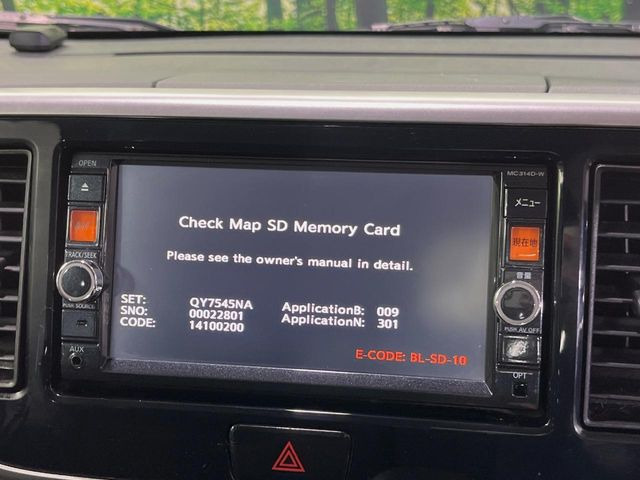 OPEN
MC314D-W
メニュー
現在地
TRACK/SEEK
音量
PUSH SOURCE
PUSH AV OFF
AUX
OPT
Check Map SD Memory Card
Please see the owner's manual in detail.
SET: QY7545NA ApplicationB: 009
SNO: 00022801 ApplicationN: 301
CODE: 14100200
E-CODE: BL-SD-10